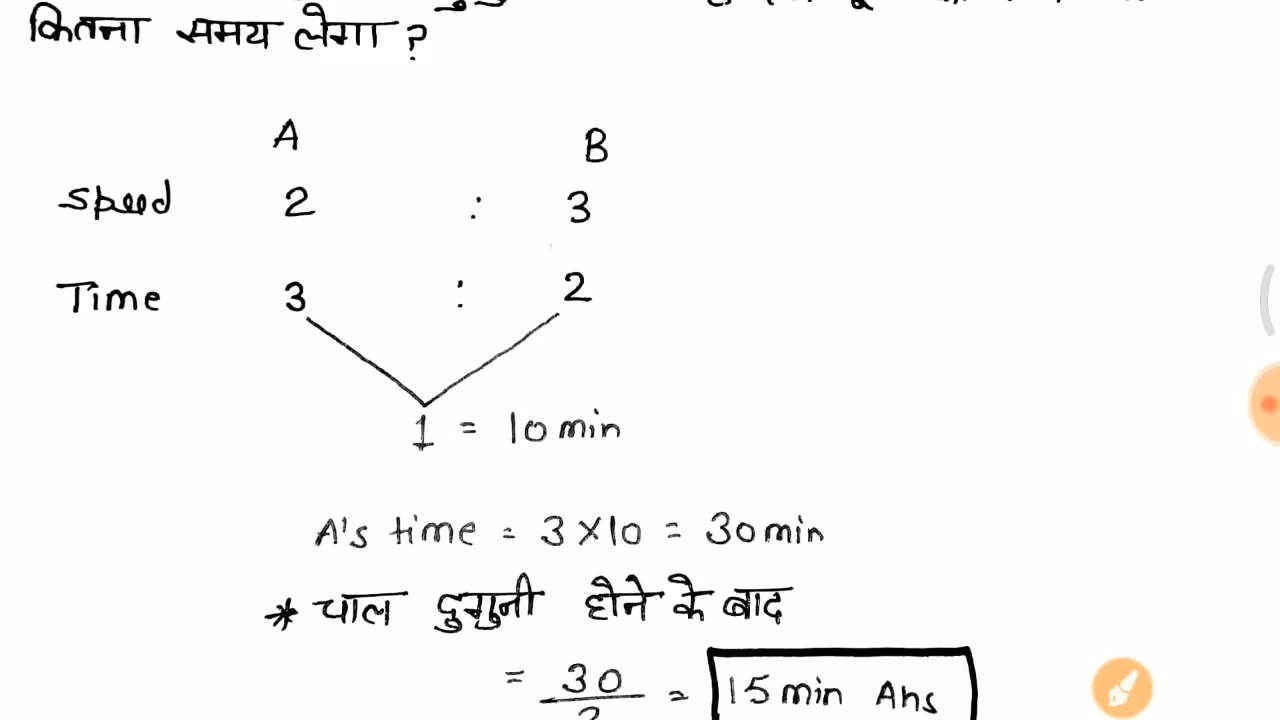 कितना समय लेगा ?
A B
Speed 2 : 3
Time 3 : 2
1 = 10 min
A's time = 3 × 10 = 30 min
* चाल दुगुनी होने के बाद
= 30/2 = 15 min Ans